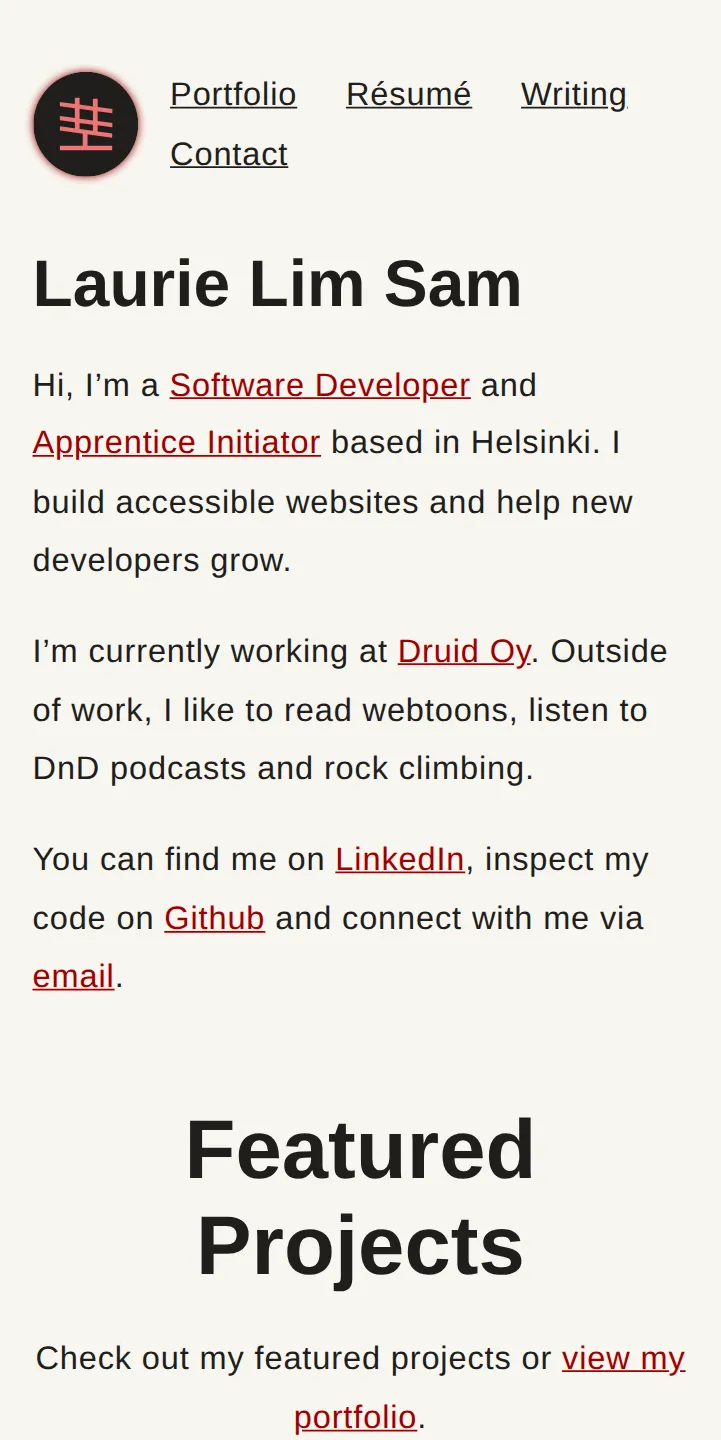 Portfolio Résumé Writing
Contact
Laurie Lim Sam
Hi, I’m a Software Developer and
Apprentice Initiator based in Helsinki. I
build accessible websites and help new
developers grow.
I’m currently working at Druid Oy. Outside
of work, I like to read webtoons, listen to
DnD podcasts and rock climbing.
You can find me on LinkedIn, inspect my
code on Github and connect with me via
email.
Featured
Projects
Check out my featured projects or view my
portfolio.